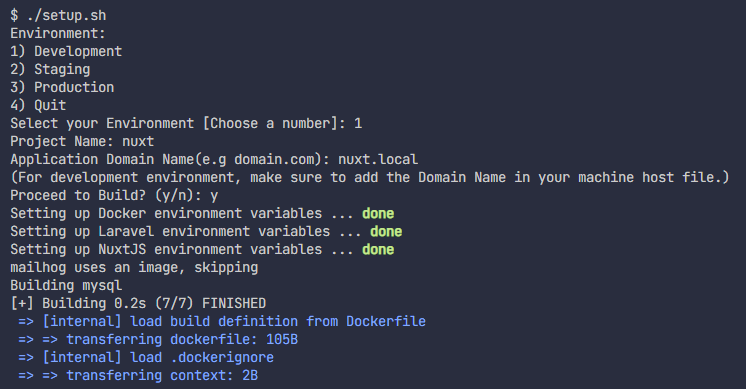 $ ./setup.sh
Environment:
1) Development
2) Staging
3) Production
4) Quit
Select your Environment [Choose a number]: 1
Project Name: nuxt
Application Domain Name(e.g domain.com): nuxt.local
(For development environment, make sure to add the Domain Name in your machine host file.)
Proceed to Build? (y/n): y
Setting up Docker environment variables ... done
Setting up Laravel environment variables ... done
Setting up NuxtJS environment variables ... done
mailhog uses an image, skipping
Building mysql
[+] Building 0.2s (7/7) FINISHED
=> [internal] load build definition from Dockerfile
=> => transferring dockerfile: 105B
=> [internal] load .dockerignore
=> => transferring context: 2B